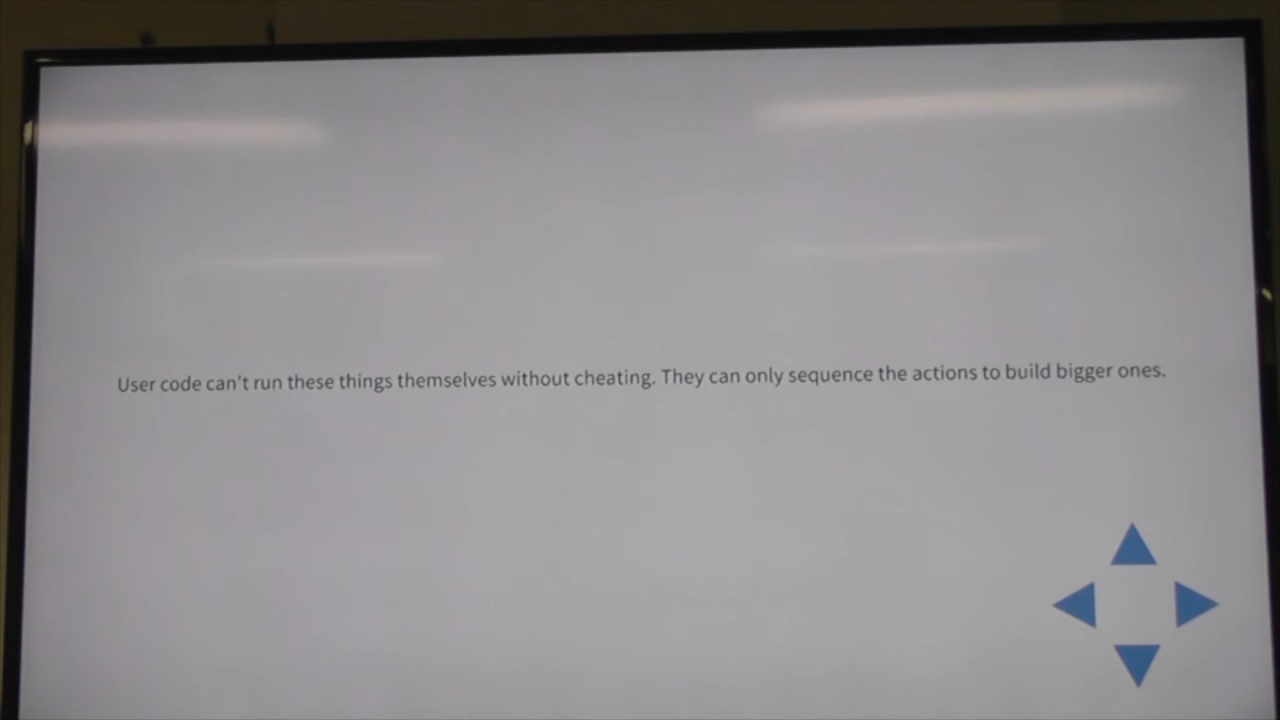 User code can't run these things themselves without cheating. They can only sequence the actions to build bigger ones.